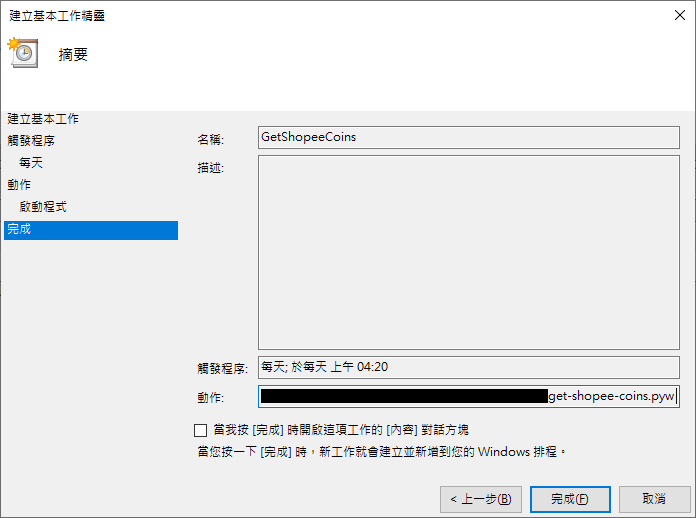 建立基本工作精靈
摘要
建立基本工作
觸發程序
每天
動作
啟動程式
完成
名稱:
GetShopeeCoins
描述:
觸發程序:
每天; 於每天 上午 04:20
動作:
get-shopee-coins.pyw
當我按 [完成] 時開啟這項工作的 [內容] 對話方塊
當您按一下 [完成] 時，新工作就會建立並新增到您的 Windows 排程。
< 上一步(B)
完成(F)
取消